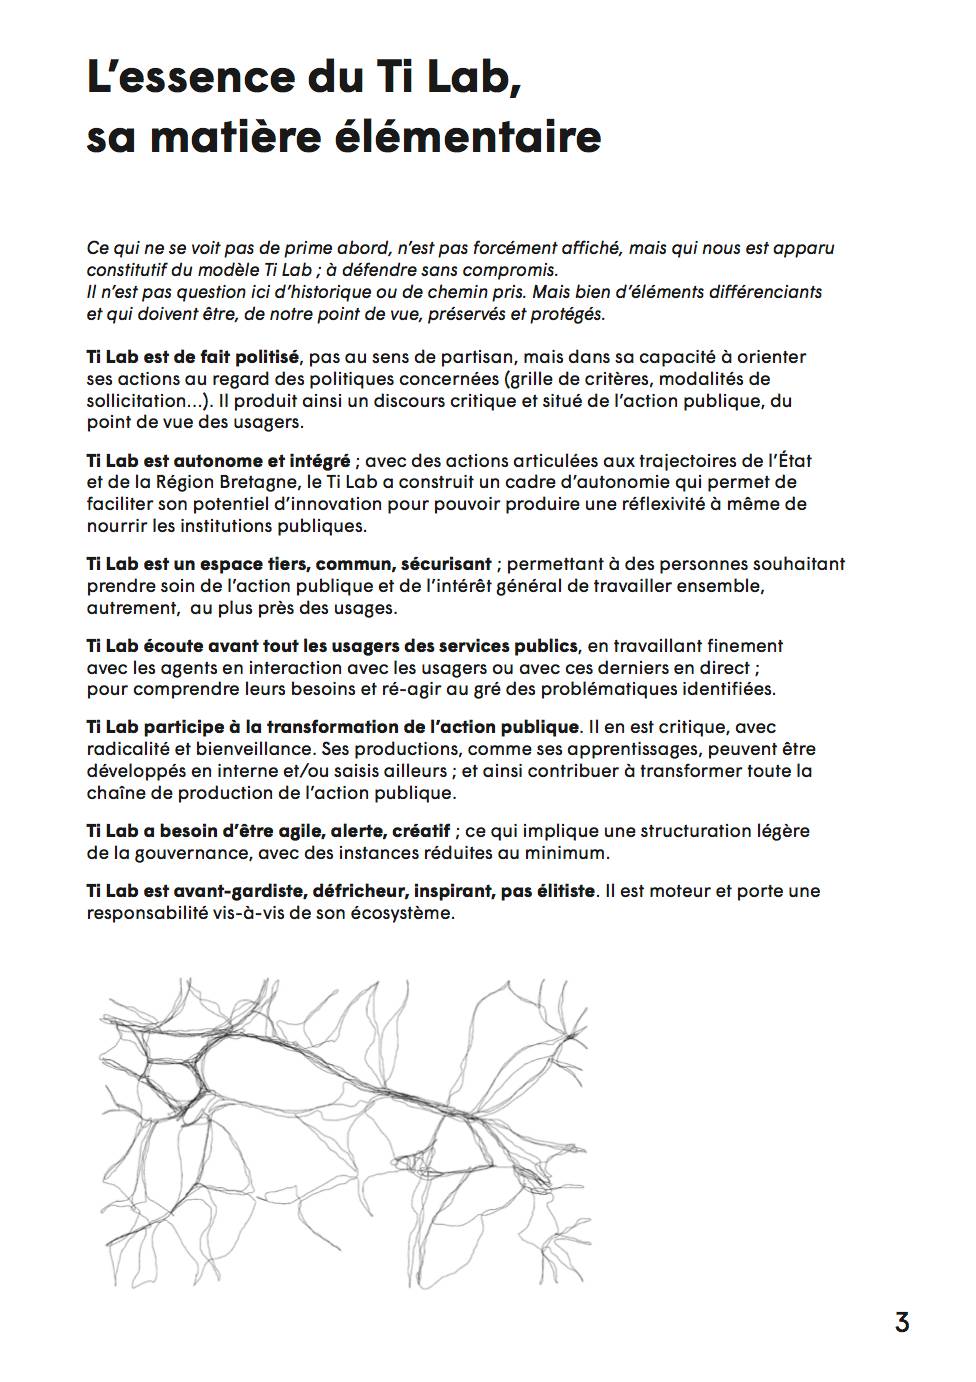 L’essence du Ti Lab,
sa matière élémentaire
Ce qui ne se voit pas de prime abord, n’est pas forcément affiché, mais qui nous est apparu
constitutif du modèle Ti Lab ; à défendre sans compromis.
Il n’est pas question ici d’historique ou de chemin pris. Mais bien d’éléments différenciants
et qui doivent être, de notre point de vue, préservés et protégés.
Ti Lab est de fait politisé, pas au sens de partisan, mais dans sa capacité à orienter
ses actions au regard des politiques concernées (grille de critères, modalités de
sollicitation...). Il produit ainsi un discours critique et situé de l’action publique, du
point de vue des usagers.
Ti Lab est autonome et intégré ; avec des actions articulées aux trajectoires de l’État
et de la Région Bretagne, le Ti Lab a construit un cadre d’autonomie qui permet de
faciliter son potentiel d’innovation pour pouvoir produire une réflexivité à même de
nourrir les institutions publiques.
Ti Lab est un espace tiers, commun, sécurisant ; permettant à des personnes souhaitant
prendre soin de l’action publique et de l’intérêt général de travailler ensemble,
autrement,  au plus près des usages.
Ti Lab écoute avant tout les usagers des services publics, en travaillant finement
avec les agents en interaction avec les usagers ou avec ces derniers en direct ;
pour comprendre leurs besoins et ré-agir au gré des problématiques identifiées.
Ti Lab participe à la transformation de l’action publique. Il en est critique, avec
radicalité et bienveillance. Ses productions, comme ses apprentissages, peuvent être
développés en interne et/ou saisis ailleurs ; et ainsi contribuer à transformer toute la
chaîne de production de l’action publique.
Ti Lab a besoin d’être agile, alerte, créatif ; ce qui implique une structuration légère
de la gouvernance, avec des instances réduites au minimum.
Ti Lab est avant-gardiste, défricheur, inspirant, pas élitiste. Il est moteur et porte une
responsabilité vis-à-vis de son écosystème.
3